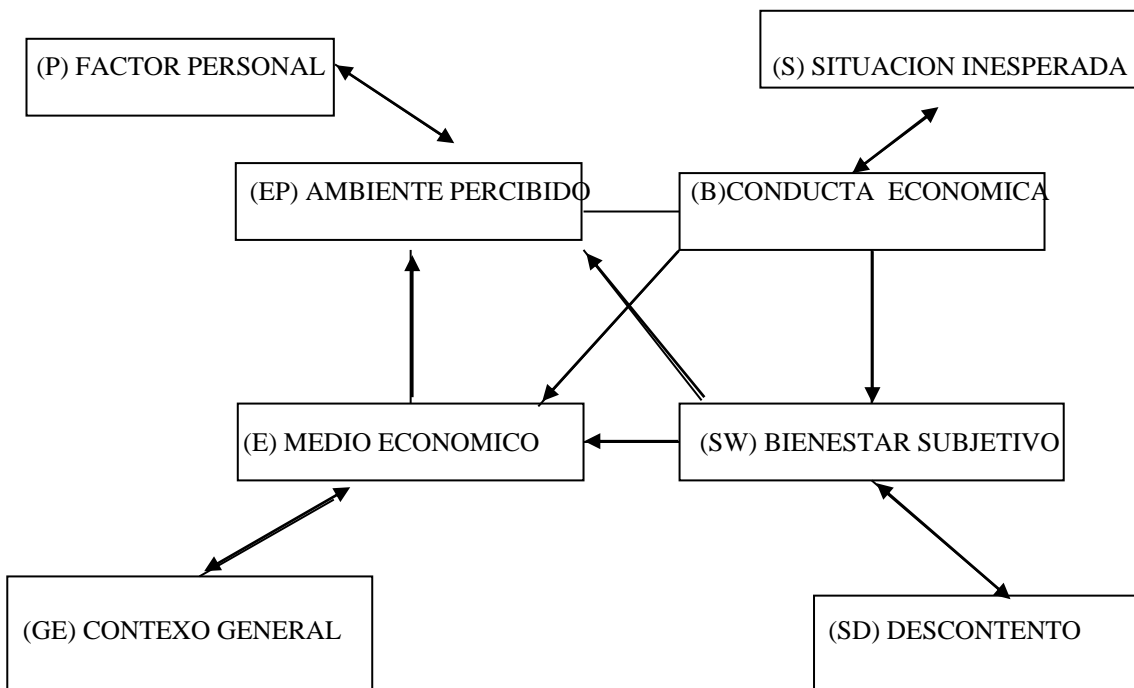 (P) FACTOR PERSONAL
(S) SITUACION INESPERADA
(EP) AMBIENTE PERCIBIDO
(B)CONDUCTA ECONOMICA
(E) MEDIO ECONOMICO
(SW) BIENESTAR SUBJETIVO
(GE) CONTEXO GENERAL
(SD) DESCONTENTO